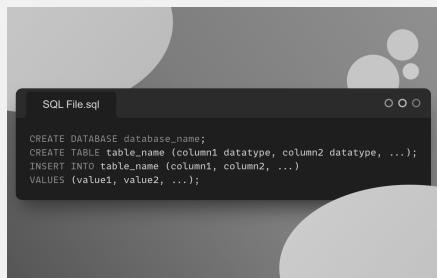 SQL File.sql
CREATE DATABASE database_name;
CREATE TABLE table_name (column1 datatype, column2 datatype, ...);
INSERT INTO table_name (column1, column2, ...)
VALUES (value1, value2, ...);